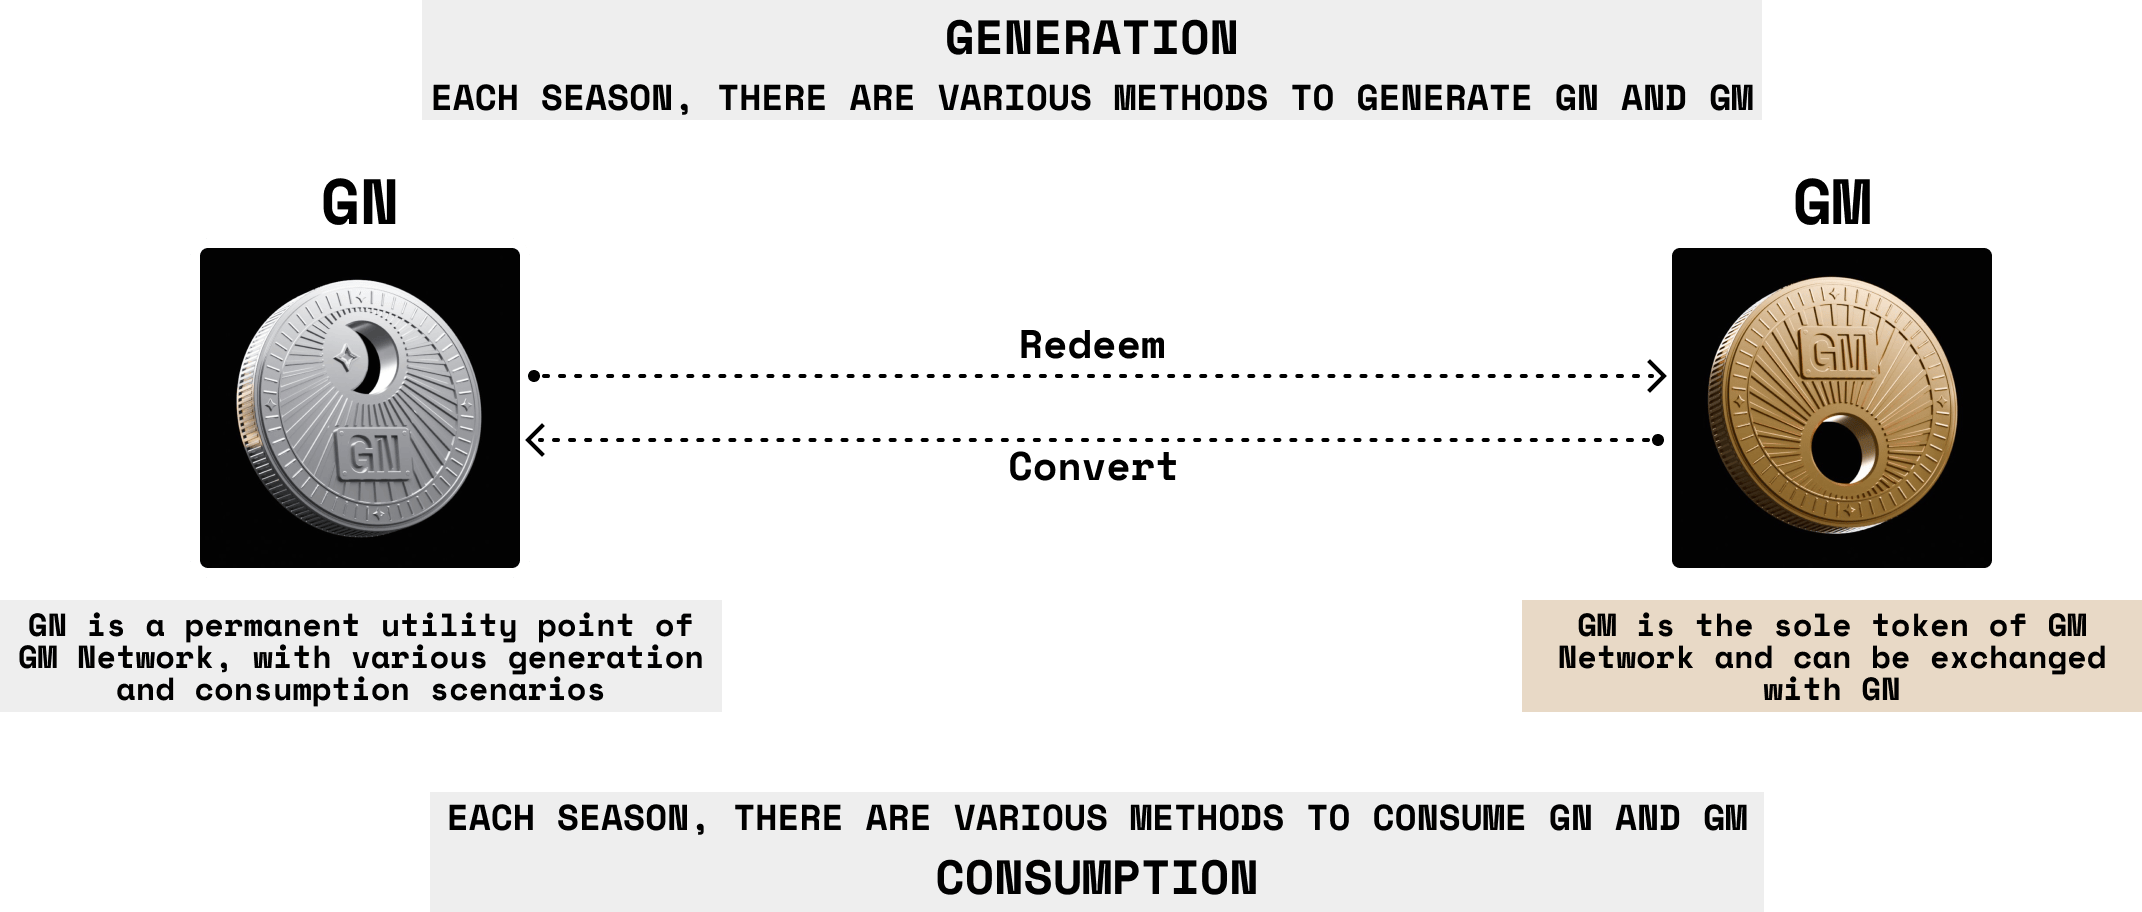 GENERATION
EACH SEASON, THERE ARE VARIOUS METHODS TO GENERATE GN AND GM
GN
GM
GN
GM
Redeem
Convert
GN is a permanent utility point of
GM Network, with various generation
and consumption scenarios
GM is the sole token of GM
Network and can be exchanged
with GN
EACH SEASON, THERE ARE VARIOUS METHODS TO CONSUME GN AND GM
CONSUMPTION